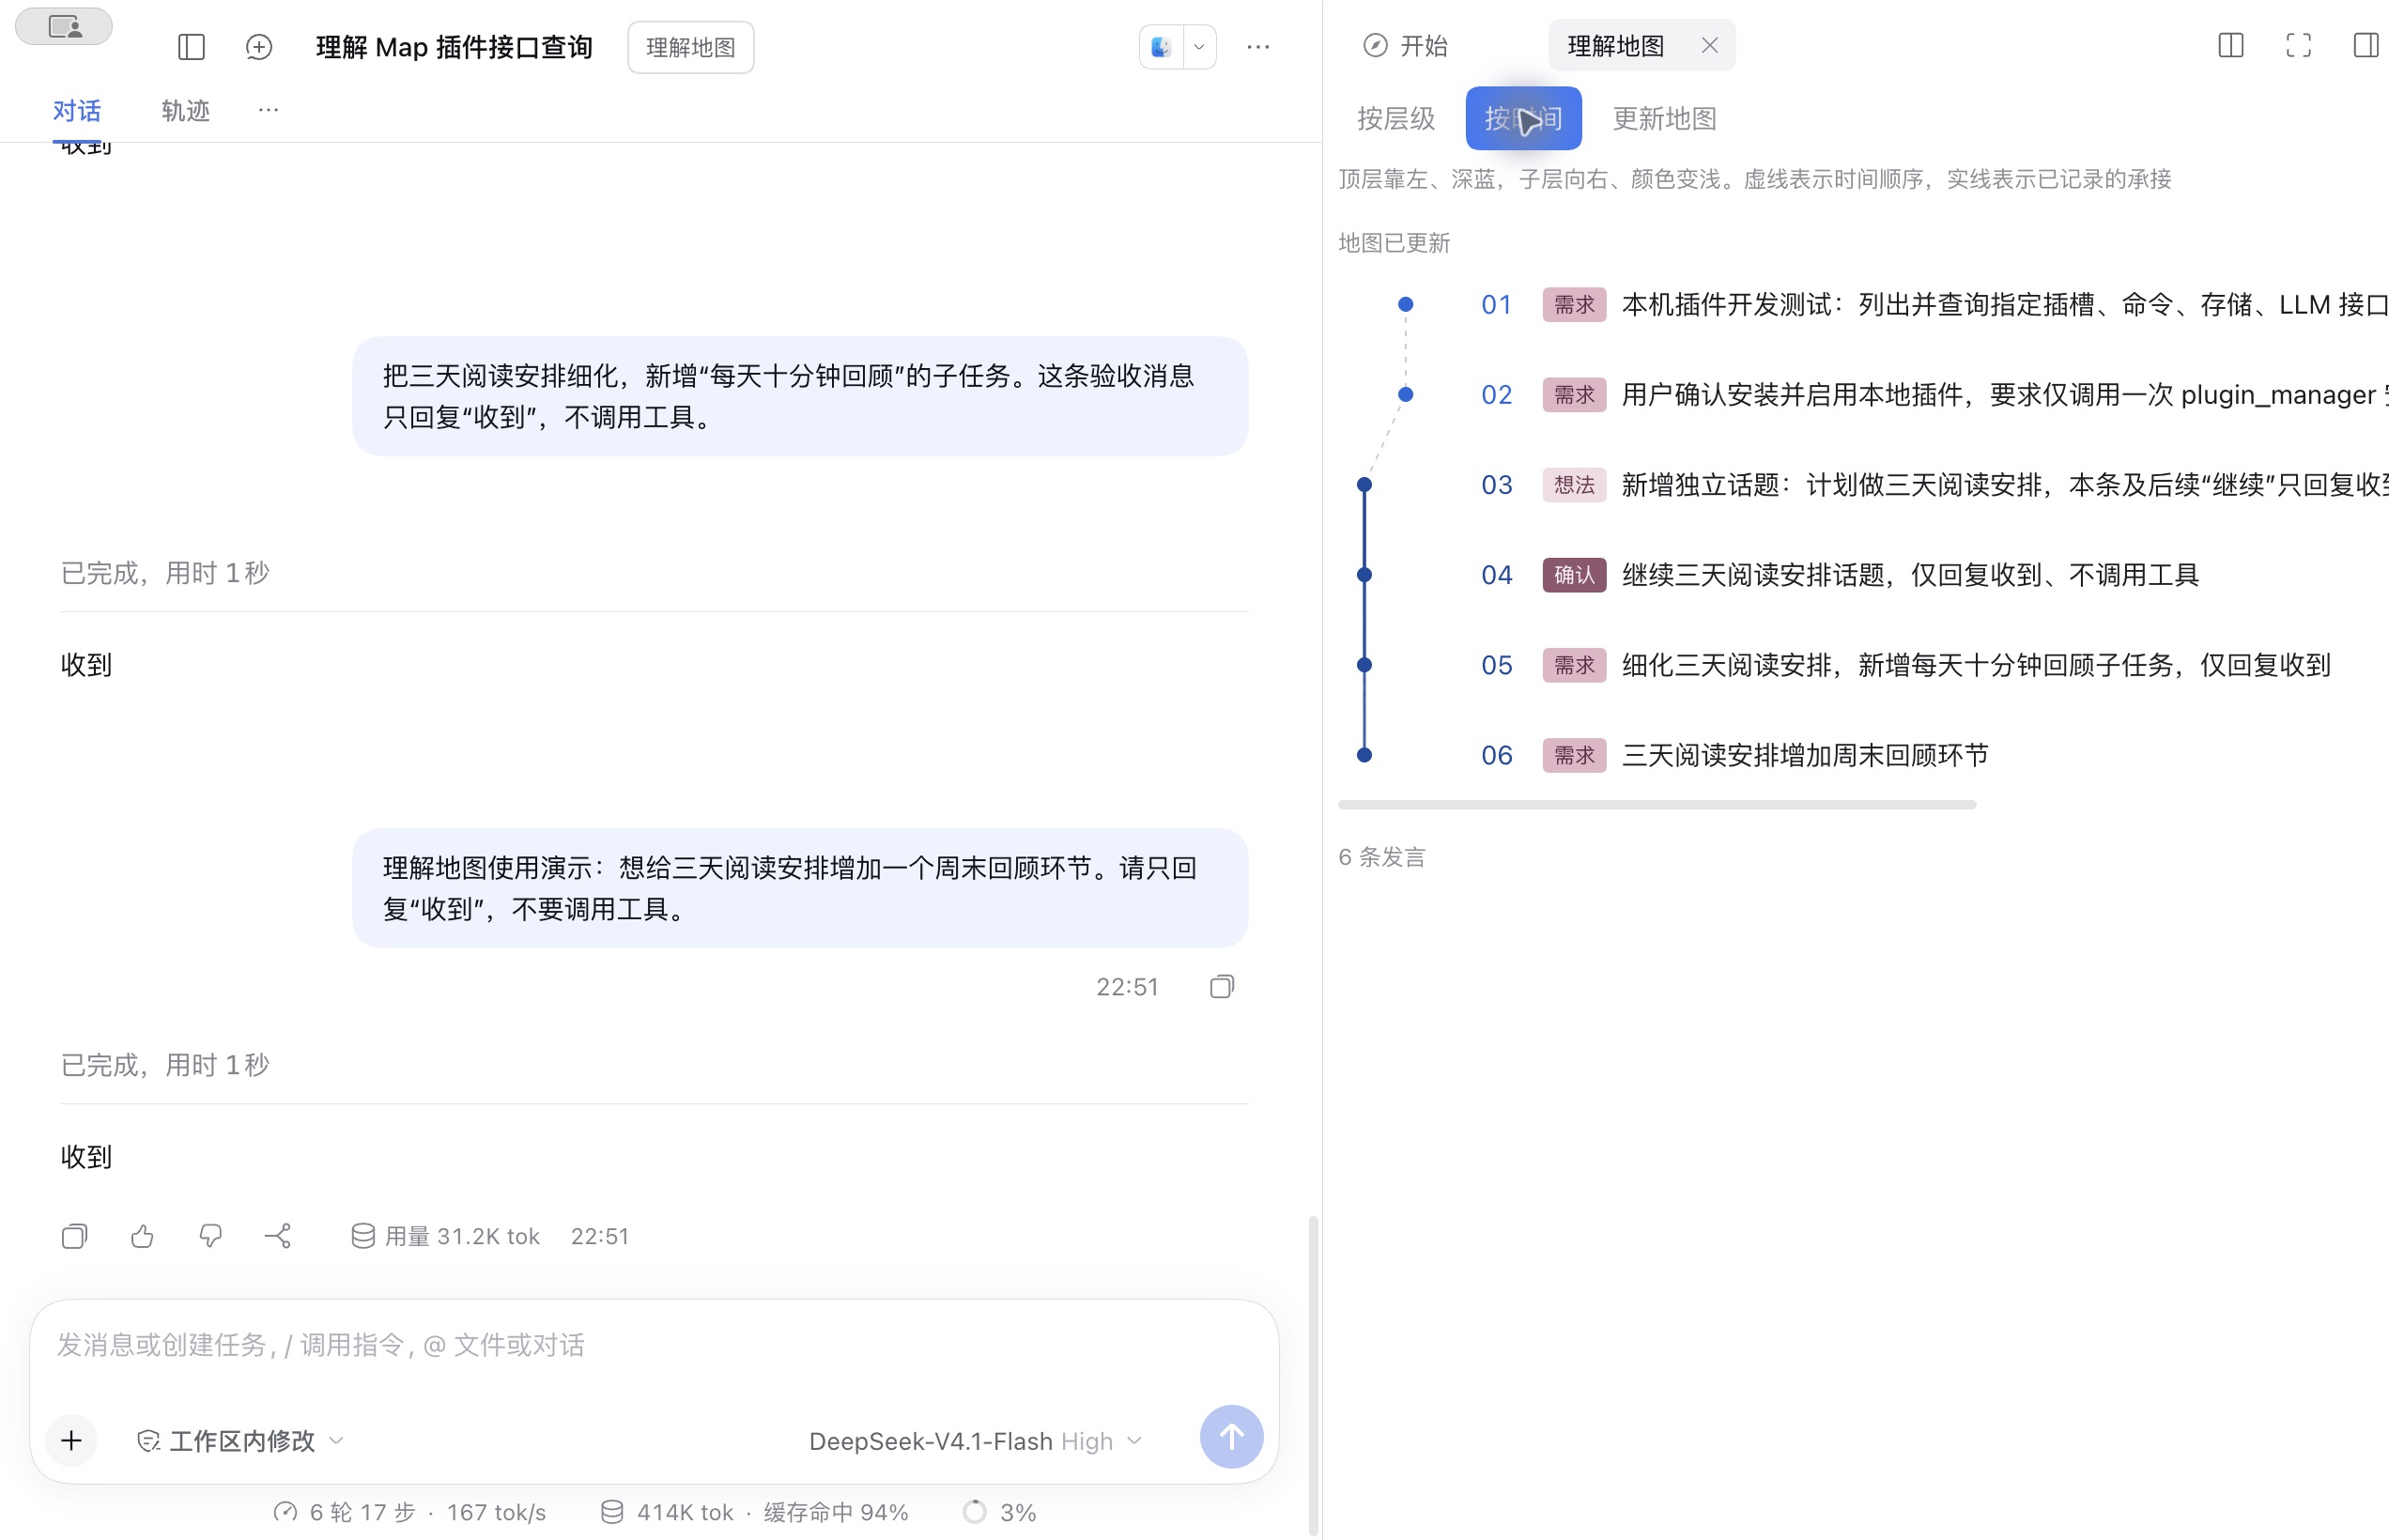 理解 Map 插件接口查询
理解地图
对话
轨迹
收到
把三天阅读安排细化，新增“每天十分钟回顾”的子任务。这条验收消息
只回复“收到”，不调用工具。
已完成，用时 1 秒
收到
理解地图使用演示：想给三天阅读安排增加一个周末回顾环节。请只回
复“收到”，不要调用工具。
22:51
已完成，用时 1 秒
收到
用量 31.2K tok 22:51
发消息或创建任务, / 调用指令, @ 文件或对话
工作区内修改
DeepSeek-V4.1-Flash High
6 轮 17 步 · 167 tok/s 414K tok · 缓存命中 94% 3%
开始
理解地图
按层级 按时间 更新地图
顶层靠左、深蓝，子层向右、颜色变浅。虚线表示时间顺序，实线表示已记录的承接
地图已更新
01 需求 本机插件开发测试：列出并查询指定插槽、命令、存储、LLM 接口
02 需求 用户确认安装并启用本地插件，要求仅调用一次 plugin_manager
03 想法 新增独立话题：计划做三天阅读安排，本条及后续“继续”只回复收到
04 确认 继续三天阅读安排话题，仅回复收到、不调用工具
05 需求 细化三天阅读安排，新增每天十分钟回顾子任务，仅回复收到
06 需求 三天阅读安排增加周末回顾环节
6 条发言